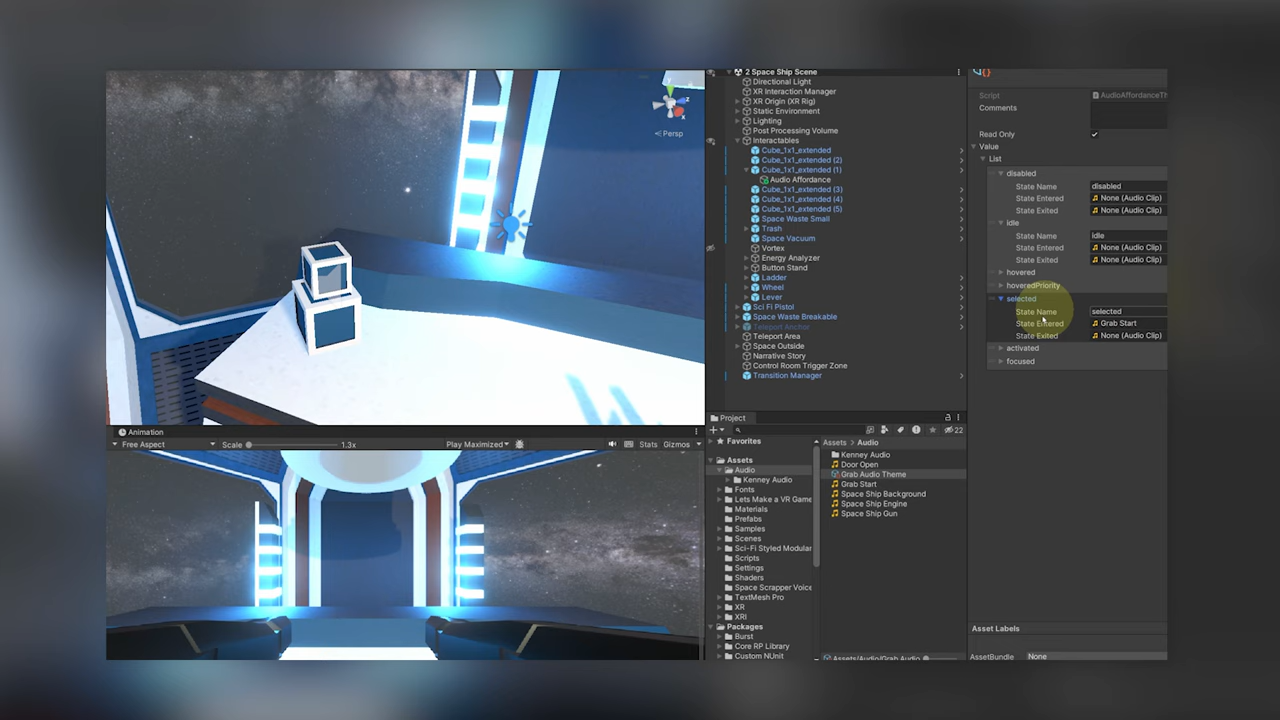 Persp
Animation
Free Aspect
Scale
1.3x
Play Maximized
Stats
Gizmos
2 Space Ship Scene
Directional Light
XR Interaction Manager
XR Origin (XR Rig)
Static Environment
Lighting
Post Processing Volume
Interactables
Cube_1x1_extended
Cube_1x1_extended (2)
Cube_1x1_extended (1)
Audio Affordance
Cube_1x1_extended (3)
Cube_1x1_extended (4)
Cube_1x1_extended (5)
Space Waste Small
Trash
Space Vacuum
Vortex
Energy Analyzer
Button Stand
Ladder
Wheel
Lever
Sci Fi Pistol
Space Waste Breakable
Teleport Anchor
Teleport Area
Space Outside
Narrative Story
Control Room Trigger Zone
Transition Manager
Project
22
Favorites
Assets
Audio
Kenney Audio
Fonts
Lets Make a VR Game
Materials
Prefabs
Samples
Scenes
Sci-Fi Styled Modular
Scripts
Settings
Shaders
Space Scrapper Voice
TextMesh Pro
XR
XRI
Packages
Burst
Core RP Library
Custom NUnit
Assets > Audio
Kenney Audio
Door Open
Grab Audio Theme
Grab Start
Space Ship Background
Space Ship Engine
Space Ship Gun
Assets/Audio/Grab Audio
Script
AudioAffordanceTh
Comments
Read Only
Value
List
disabled
State Name
disabled
State Entered
None (Audio Clip)
State Exited
None (Audio Clip)
idle
State Name
idle
State Entered
None (Audio Clip)
State Exited
None (Audio Clip)
hovered
hoveredPriority
selected
State Name
selected
State Entered
Grab Start
State Exited
None (Audio Clip)
activated
focused
Asset Labels
AssetBundle
None